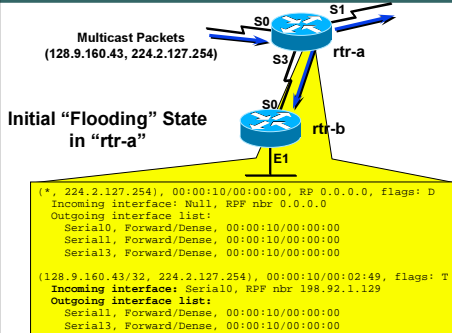 S0
S1
Multicast Packets
(128.9.160.43, 224.2.127.254)
rtr-a
S3
Initial “Flooding” State
in “rtr-a”
S0
rtr-b
E1
(*, 224.2.127.254), 00:00:10/00:00:00, RP 0.0.0.0, flags: D
Incoming interface: Null, RPF nbr 0.0.0.0
Outgoing interface list:
Serial0, Forward/Dense, 00:00:10/00:00:00
Serial1, Forward/Dense, 00:00:10/00:00:00
Serial3, Forward/Dense, 00:00:10/00:00:00
(128.9.160.43/32, 224.2.127.254), 00:00:10/00:02:49, flags: T
Incoming interface: Serial0, RPF nbr 198.92.1.129
Outgoing interface list:
Serial1, Forward/Dense, 00:00:10/00:00:00
Serial3, Forward/Dense, 00:00:10/00:00:00